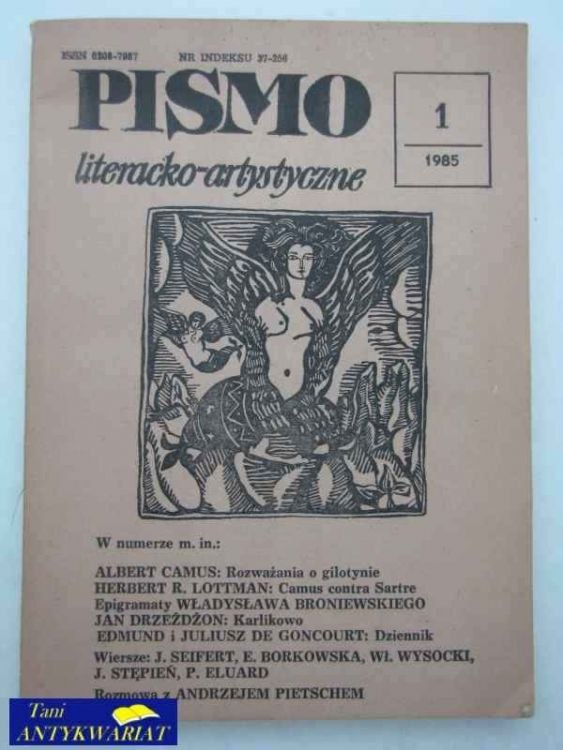 ISSN 0208-7987 NR INDEKSU 37-256
PISMO
literacko-artystyczne
1
1985
W numerze m. in.:
ALBERT CAMUS: Rozważania o gilotynie
HERBERT R. LOTTMAN: Camus contra Sartre
Epigramaty WŁADYSŁAWA BRONIEWSKIEGO
JAN DRZEŻDŻON: Karlikowo
EDMUND i JULIUSZ DE GONCOURT: Dziennik
Wiersze: J. SEIFERT, E. BORKOWSKA, Wł. WYSOCKI,
J. STĘPIEŃ, P. ELUARD
Rozmowa z ANDRZEJEM PIETSCHEM
Tani
ANTYKWARIAT